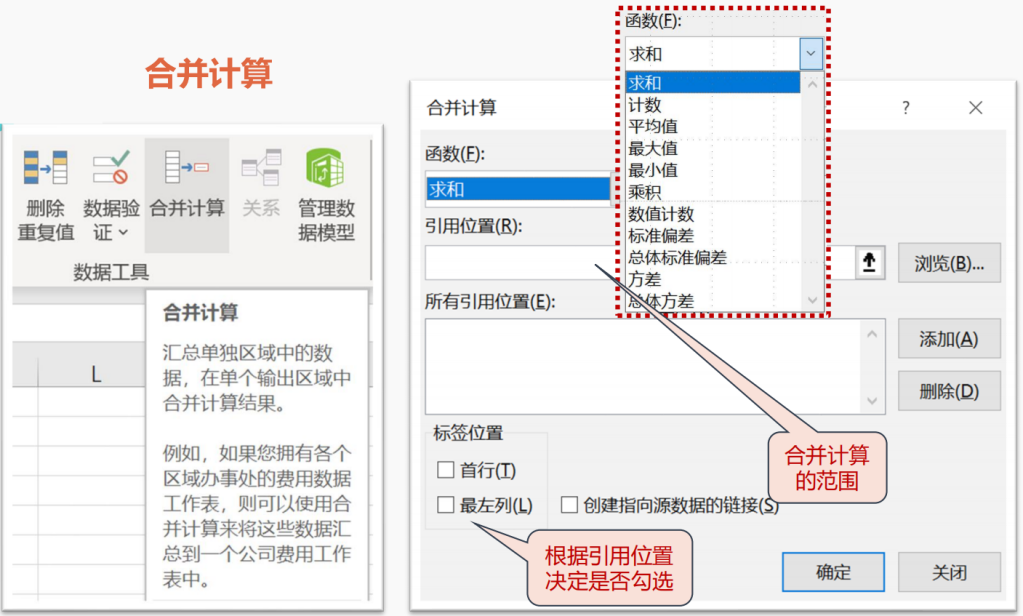 合并计算
删除
重复值
数据验
证
合并计算
关系
管理数
据模型
数据工具
合并计算
汇总单独区域中的数
据，在单个输出区域中
合并计算结果。
例如，如果您拥有各个
区域办事处的费用数据
工作表，则可以使用合
并计算来将这些数据汇
总到一个公司费用工作
表中。
L
函数(F):
求和
求和
计数
平均值
最大值
最小值
乘积
数值计数
标准偏差
总体标准偏差
方差
总体方差
合并计算
?
函数(F):
求和
引用位置(R):
浏览(B)...
所有引用位置(E):
添加(A)
删除(D)
标签位置
首行(T)
最左列(L)
创建指向源数据的链接(S)
合并计算
的范围
根据引用位置
决定是否勾选
确定
关闭